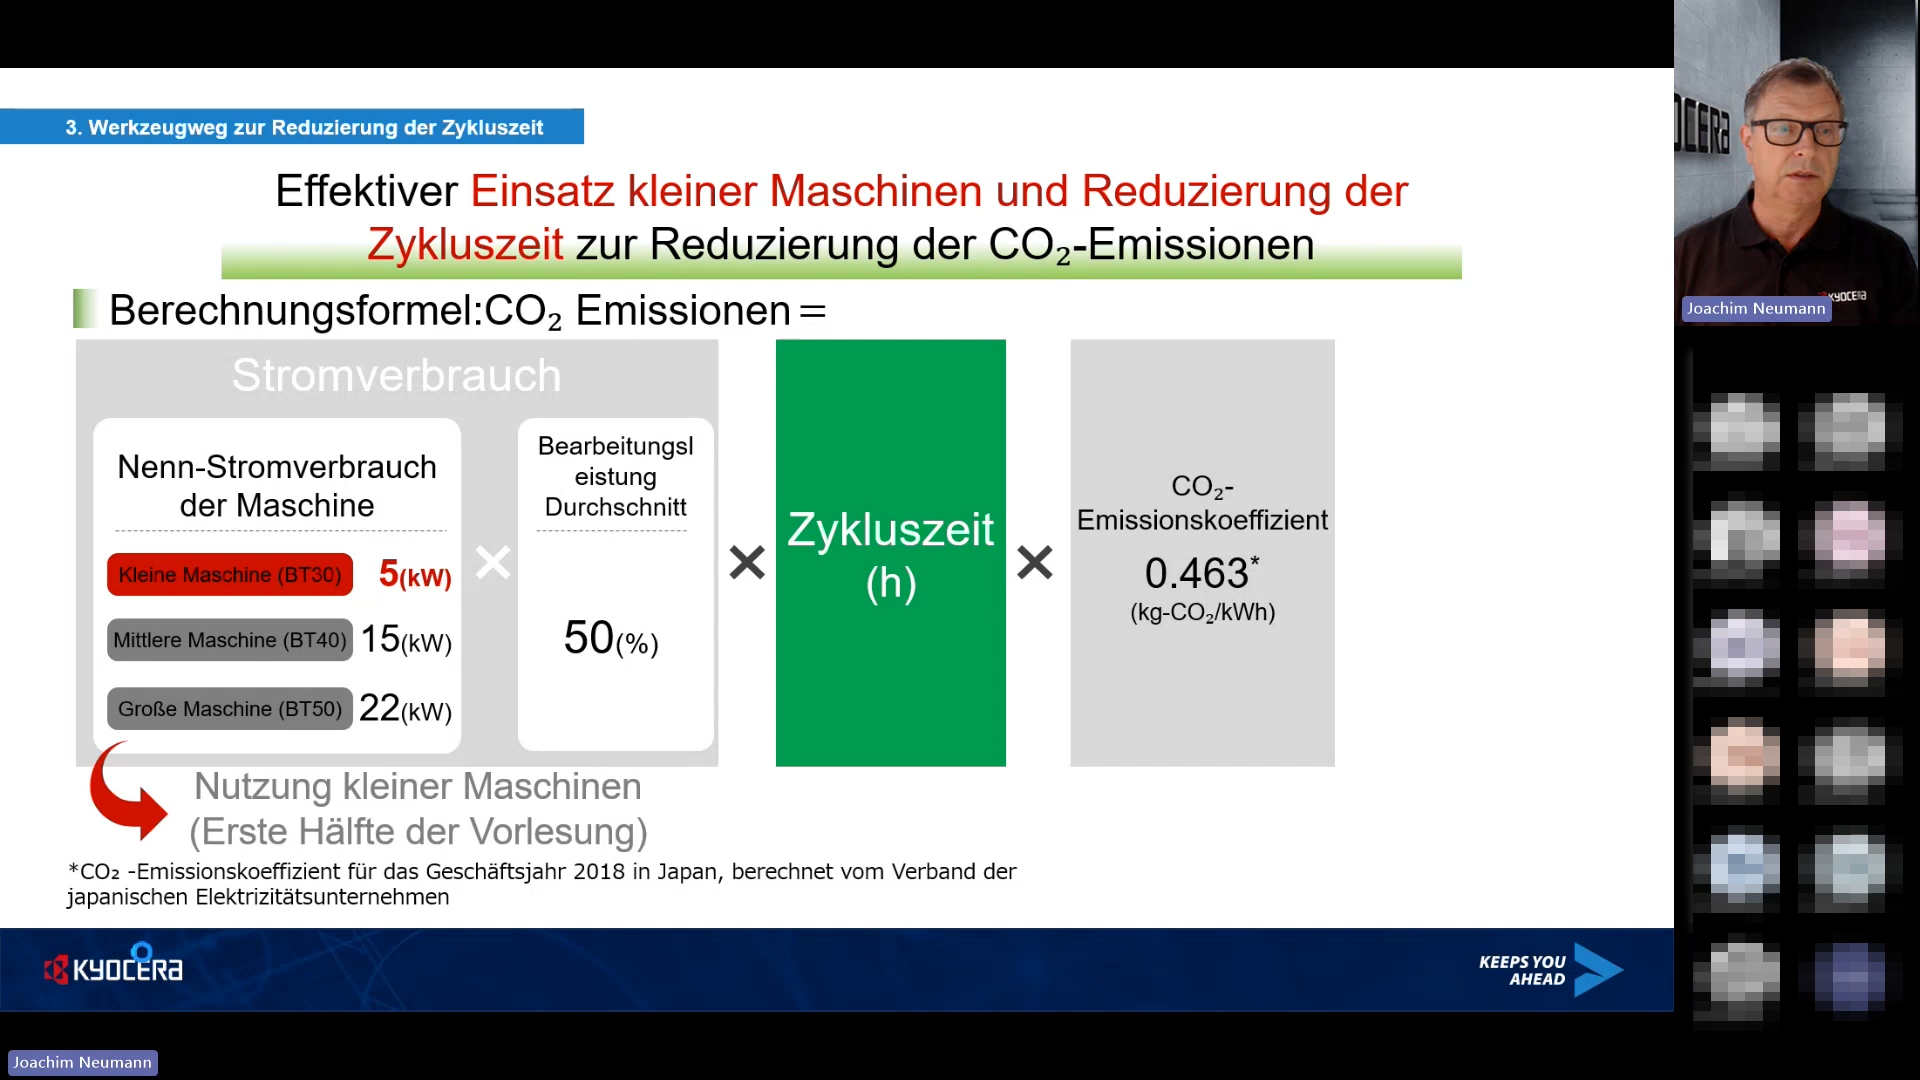 3. Werkzeugweg zur Reduzierung der Zykluszeit
Effektiver Einsatz kleiner Maschinen und Reduzierung der
Zykluszeit zur Reduzierung der CO₂-Emissionen
Berechnungsformel:CO₂ Emissionen =
Stromverbrauch
Nenn-Stromverbrauch
der Maschine
Kleine Maschine (BT30) 5(kW)
Mittlere Maschine (BT40) 15(kW)
Große Maschine (BT50) 22(kW)
×
Bearbeitungsl
eistung
Durchschnitt
50(%)
×
Zykluszeit
(h)
×
CO₂-
Emissionskoeffizient
0.463*
(kg-CO₂/kWh)
Nutzung kleiner Maschinen
(Erste Hälfte der Vorlesung)
*CO₂ -Emissionskoeffizient für das Geschäftsjahr 2018 in Japan, berechnet vom Verband der
japanischen Elektrizitätsunternehmen
KYOCERA
KEEPS YOU
AHEAD
Joachim Neumann
KYOCERA
Joachim Neumann